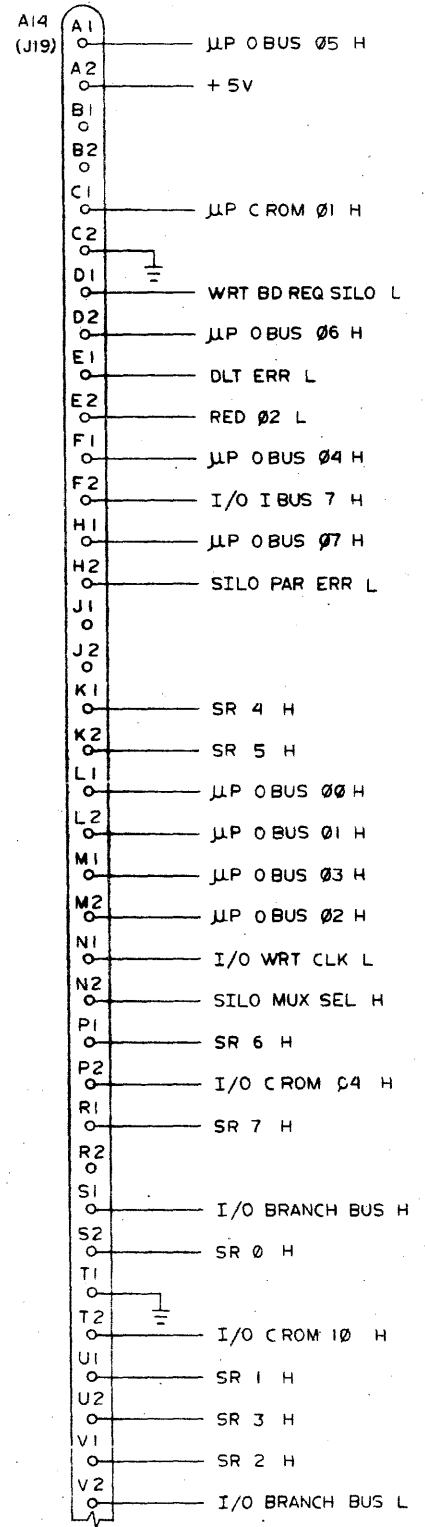 A14
(J19)
A1
µP OBUS Ø5 H
A2
+5V
B1
B2
C1
µP CROM Ø1 H
C2
D1
WRT BD REQ SILO L
D2
µP OBUS Ø6 H
E1
DLT ERR L
E2
RED Ø2 L
F1
µP OBUS Ø4 H
F2
I/O IBUS 7 H
H1
µP OBUS Ø7 H
H2
SILO PAR ERR L
J1
J2
K1
SR 4 H
K2
SR 5 H
L1
µP OBUS ØØ H
L2
µP OBUS Ø1 H
M1
µP OBUS Ø3 H
M2
µP OBUS Ø2 H
N1
I/O WRT CLK L
N2
SILO MUX SEL H
P1
SR 6 H
P2
I/O CROM Ø4 H
R1
SR 7 H
R2
S1
I/O BRANCH BUS H
S2
SR Ø H
T1
T2
I/O CROM 1Ø H
U1
SR 1 H
U2
SR 3 H
V1
SR 2 H
V2
I/O BRANCH BUS L